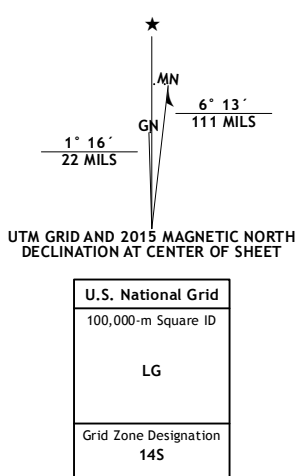 ★
MN
GN
6° 13´
111 MILS
1° 16´
22 MILS
UTM GRID AND 2015 MAGNETIC NORTH
DECLINATION AT CENTER OF SHEET
U.S. National Grid
100,000-m Square ID
LG
Grid Zone Designation
14S